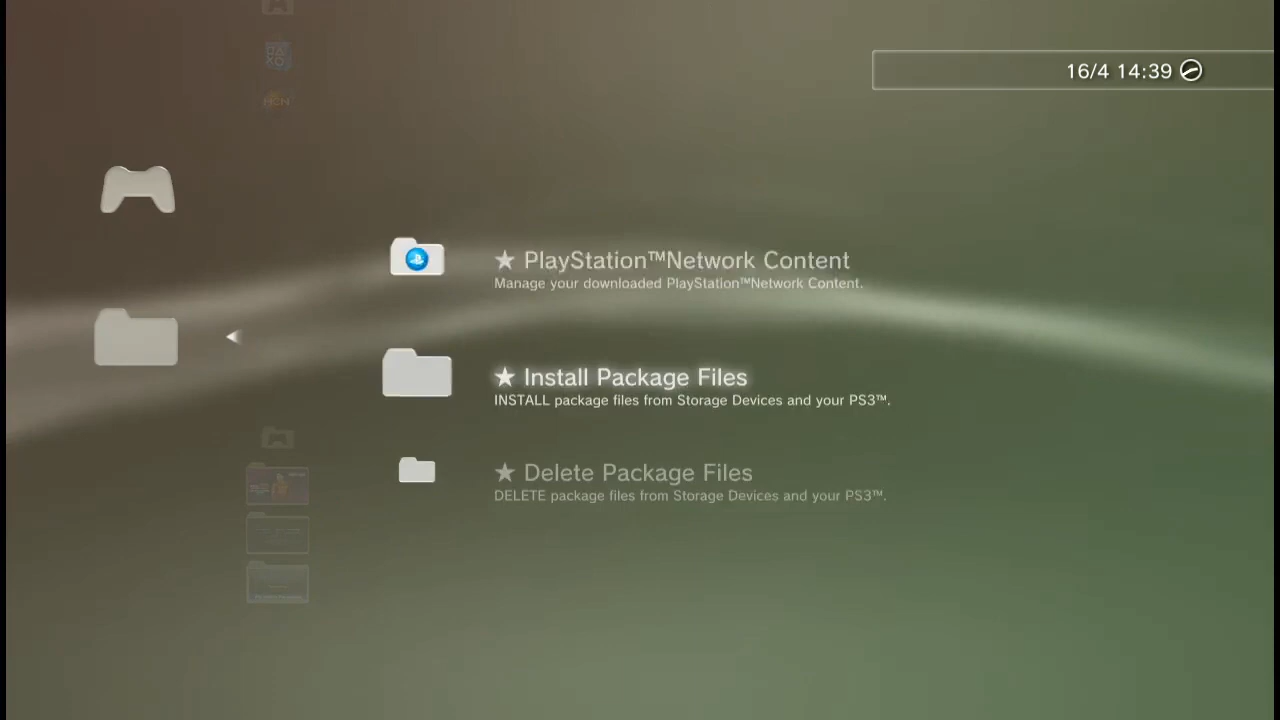 HCN
16/4 14:39
★ PlayStation™Network Content
Manage your downloaded PlayStation™Network Content.
★ Install Package Files
INSTALL package files from Storage Devices and your PS3™.
★ Delete Package Files
DELETE package files from Storage Devices and your PS3™.